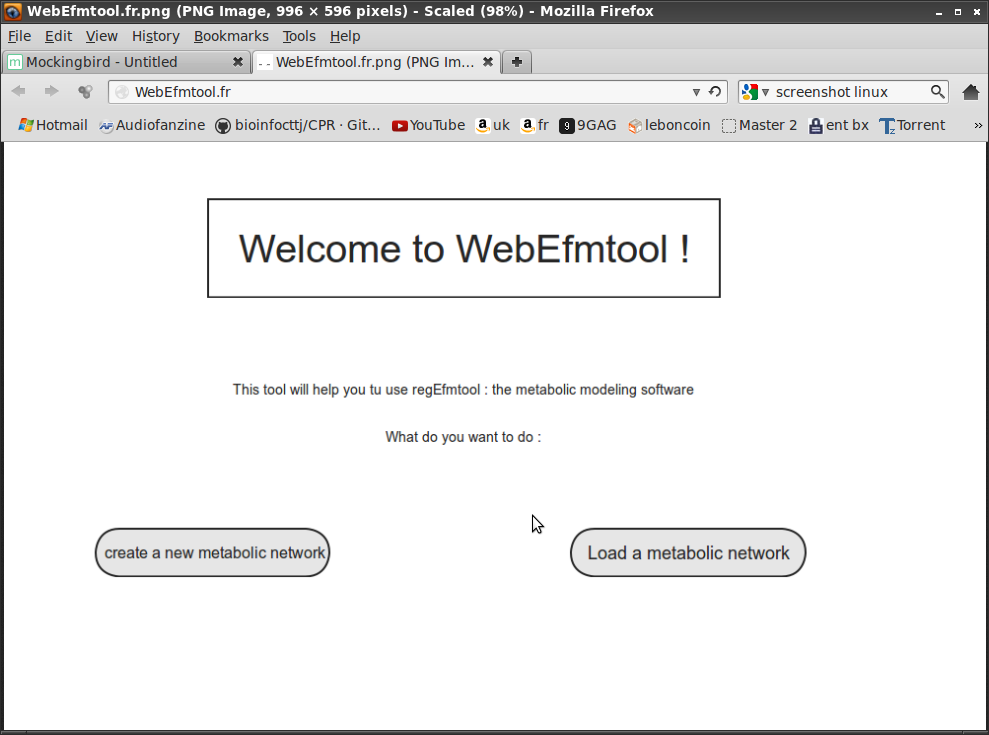 WebEfmtool.fr.png (PNG Image, 996 × 596 pixels) - Scaled (98%) - Mozilla Firefox
File Edit View History Bookmarks Tools Help
Mockingbird - Untitled WebEfmtool.fr.png (PNG Im...
WebEfmtool.fr screenshot linux
Hotmail Audiofanzine bioinfocttj/CPR · Git... YouTube uk fr 9GAG leboncoin Master 2 ent bx Torrent »
Welcome to WebEfmtool !
This tool will help you tu use regEfmtool : the metabolic modeling software
What do you want to do :
create a new metabolic network Load a metabolic network